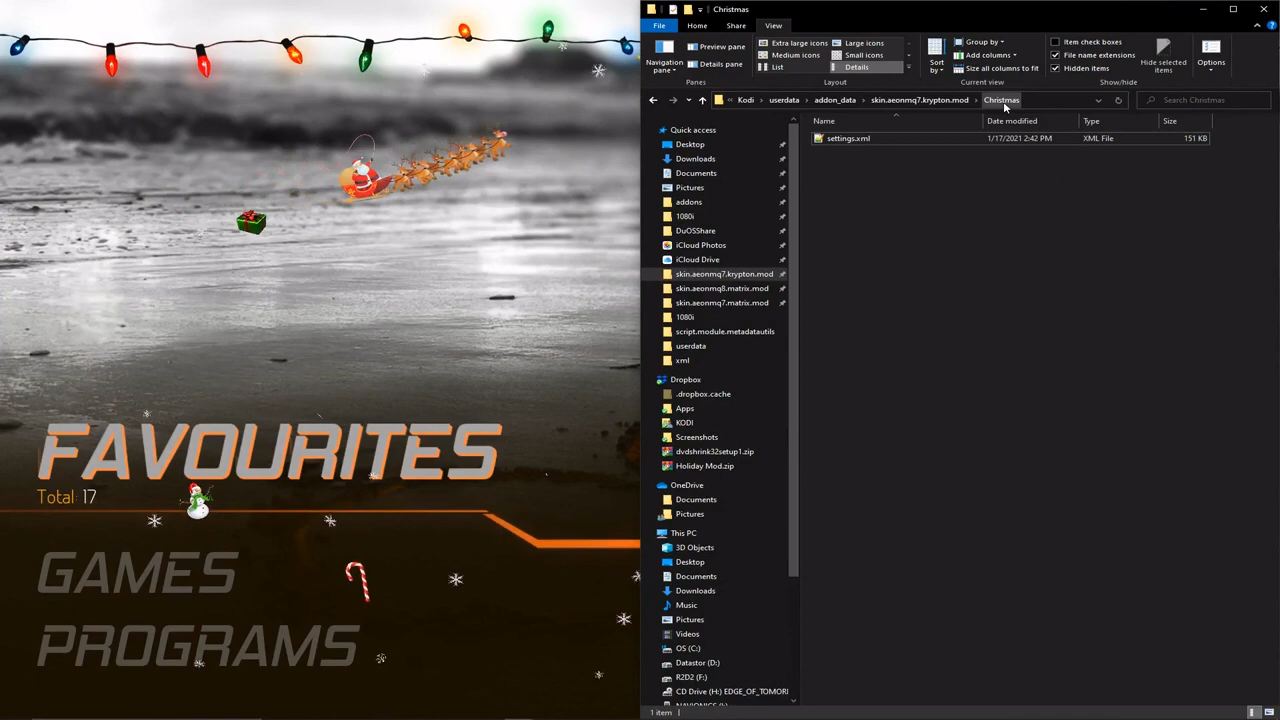 FAVOURITES
Total: 17
GAMES
PROGRAMS
Christmas
File Home Share View
Navigation pane
Preview pane
Details pane
Panes
Extra large icons Large icons
Medium icons Small icons
List Details
Layout
Sort by
Group by
Add columns
Size all columns to fit
Current view
Item check boxes
File name extensions
Hidden items
Hide selected items
Show/hide
Options
Kodi userdata addon_data skin.aeonmq7.krypton.mod Christmas
Search Christmas
Quick access
Desktop
Downloads
Documents
Pictures
addons
1080i
DuOSShare
iCloud Photos
iCloud Drive
skin.aeonmq7.krypton.mod
skin.aeonmq8.matrix.mod
skin.aeonmq7.matrix.mod
1080i
script.module.metadatautils
userdata
xml
Dropbox
.dropbox.cache
Apps
KODI
Screenshots
dvdshrink32setup1.zip
Holiday Mod.zip
OneDrive
Documents
Pictures
This PC
3D Objects
Desktop
Documents
Downloads
Music
Pictures
Videos
OS (C:)
Datastor (D:)
R2D2 (F:)
CD Drive (H:) EDGE_OF_TOMOR
Name Date modified Type Size
settings.xml 1/17/2021 2:42 PM XML File 151 KB
1 item